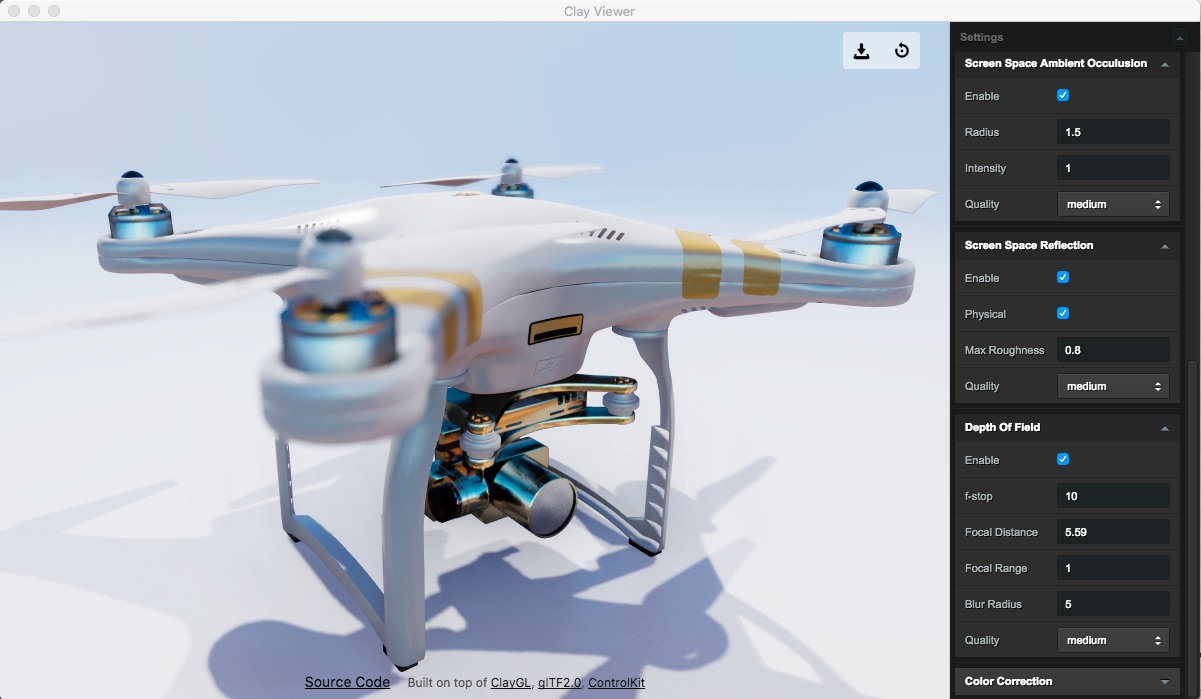 Clay Viewer
Settings
Screen Space Ambient Occulusion
Enable
Radius 1.5
Intensity 1
Quality medium
Screen Space Reflection
Enable
Physical
Max Roughness 0.8
Quality medium
Depth Of Field
Enable
f-stop 10
Focal Distance 5.59
Focal Range 1
Blur Radius 5
Quality medium
Color Correction
Source Code Built on top of ClayGL, glTF2.0, ControlKit